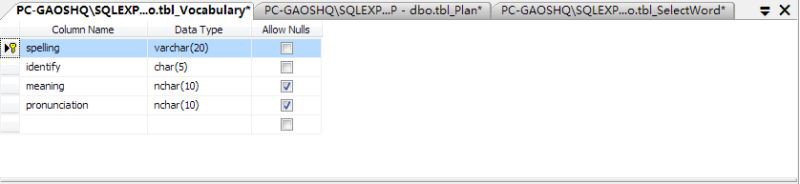 PC-GAOSHQ\SQLEXP...o.tbl_Vocabulary* PC-GAOSHQ\SQLEXP...P - dbo.tbl_Plan* PC-GAOSHQ\SQLEXP...o.tbl_SelectWord*
Column Name Data Type Allow Nulls
spelling varchar(20)
identify char(5)
meaning nchar(10)
pronunciation nchar(10)